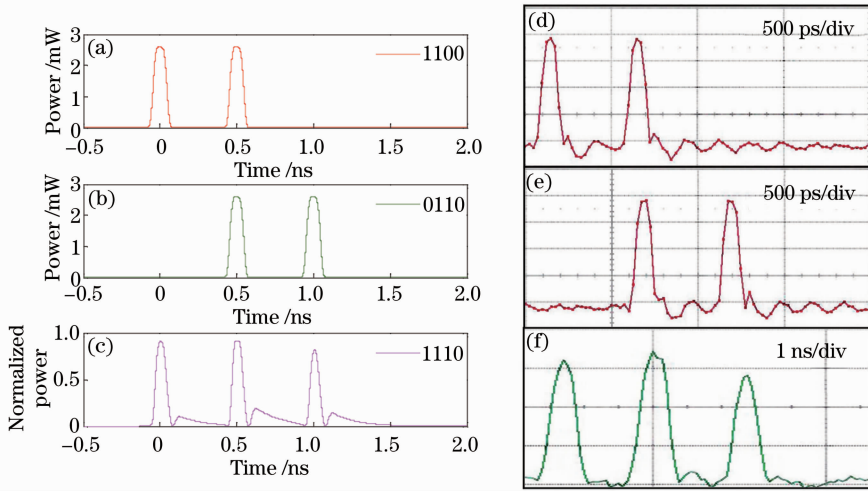 (a)
1100
Power /mW
3
2
1
0
−0.5 0 0.5 1.0 1.5 2.0
Time /ns
(b)
0110
Power /mW
3
2
1
0
−0.5 0 0.5 1.0 1.5 2.0
Time /ns
(c)
1110
Normalized
power
1.0
0.5
0
−0.5 0 0.5 1.0 1.5 2.0
Time /ns
(d)
500 ps/div
(e)
500 ps/div
(f)
1 ns/div